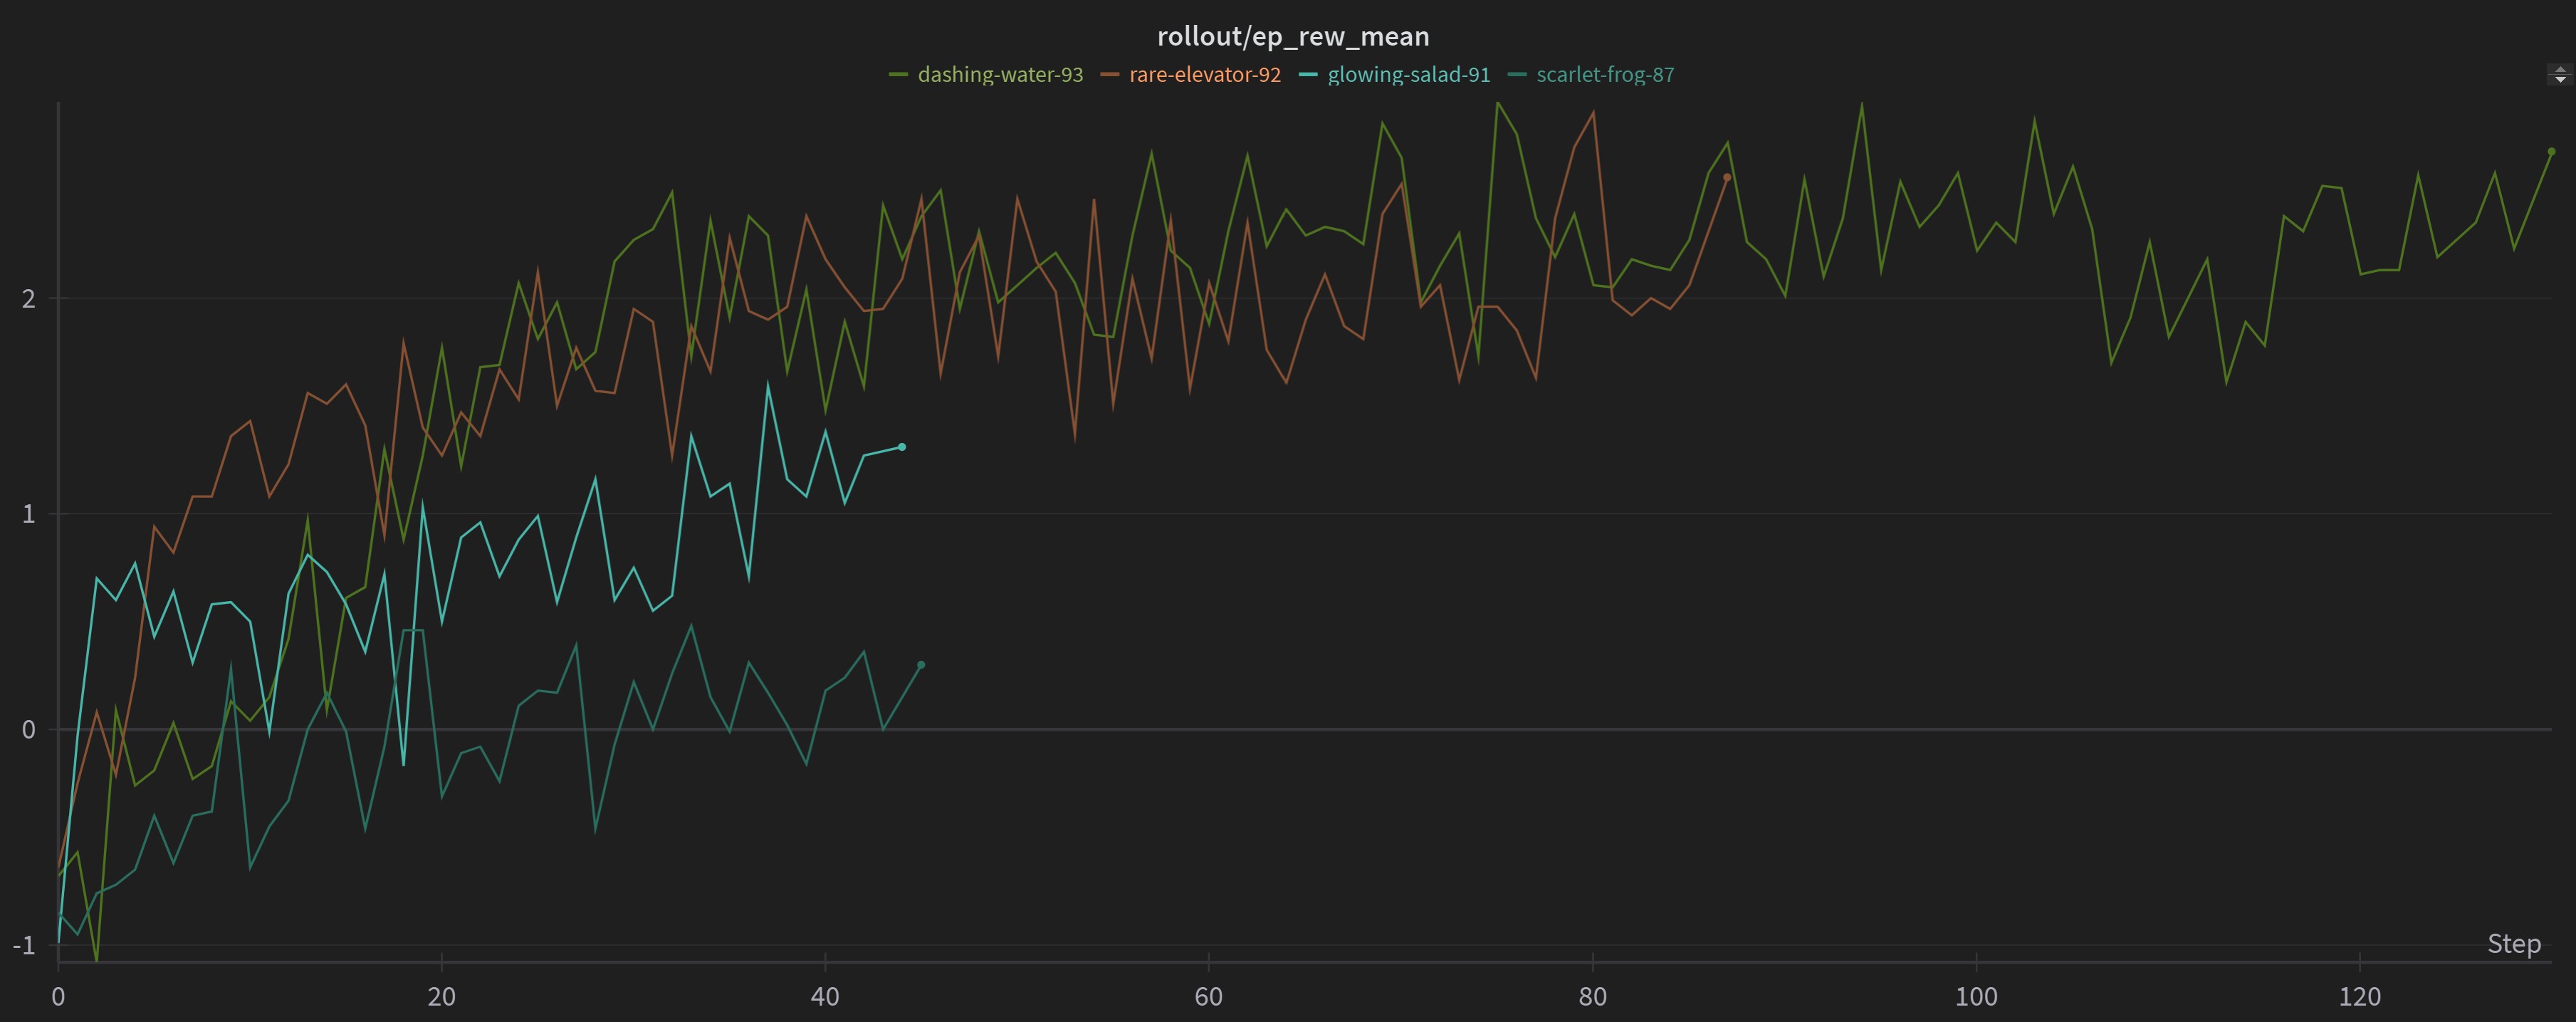 rollout/ep_rew_mean
dashing-water-93 rare-elevator-92 glowing-salad-91 scarlet-frog-87
2
1
0
-1
Step
0 20 40 60 80 100 120